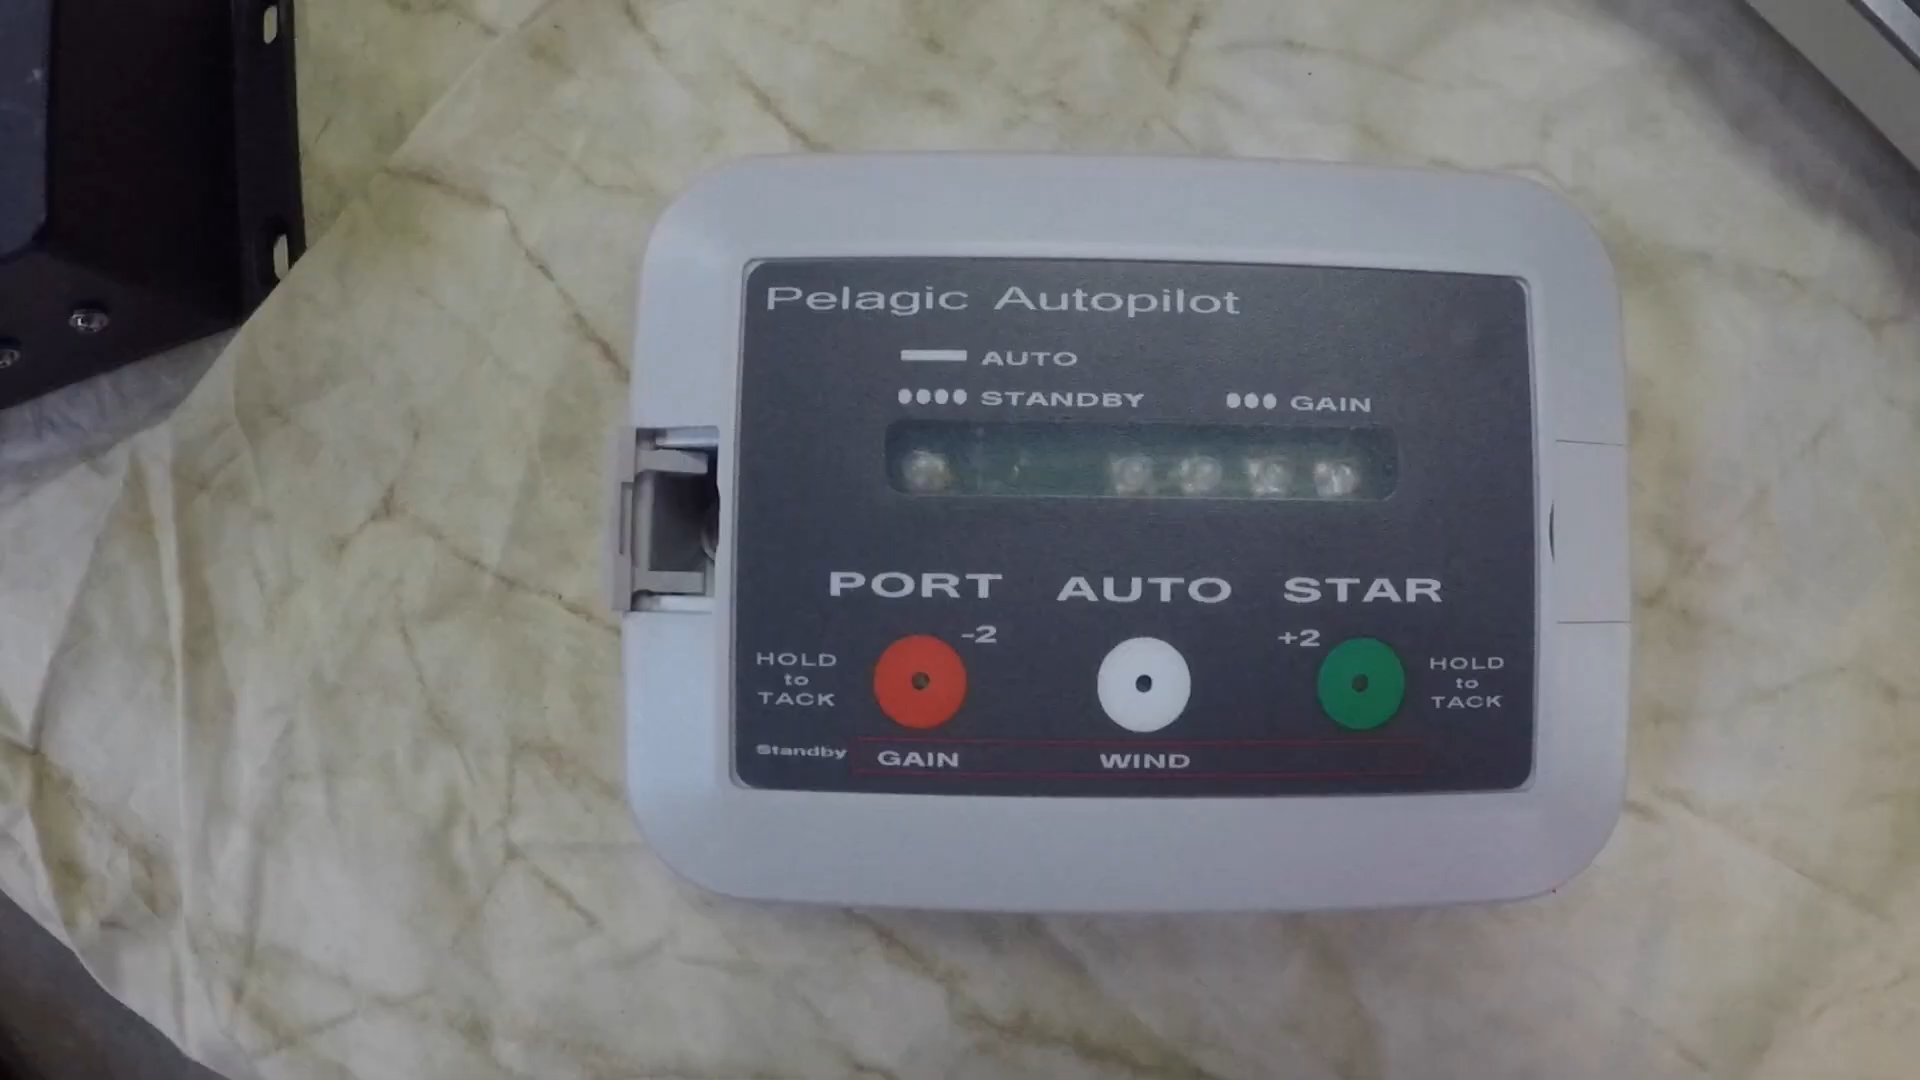 Pelagic Autopilot
AUTO
STANDBY GAIN
PORT AUTO STAR
-2 +2
HOLD
to
TACK
HOLD
to
TACK
Standby GAIN WIND